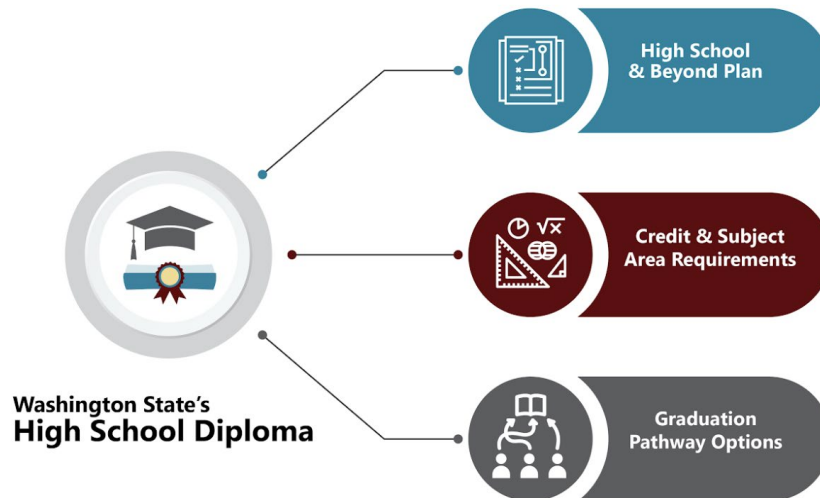 High School
& Beyond Plan
√x
Credit & Subject
Area Requirements
Washington State's
High School Diploma
Graduation
Pathway Options